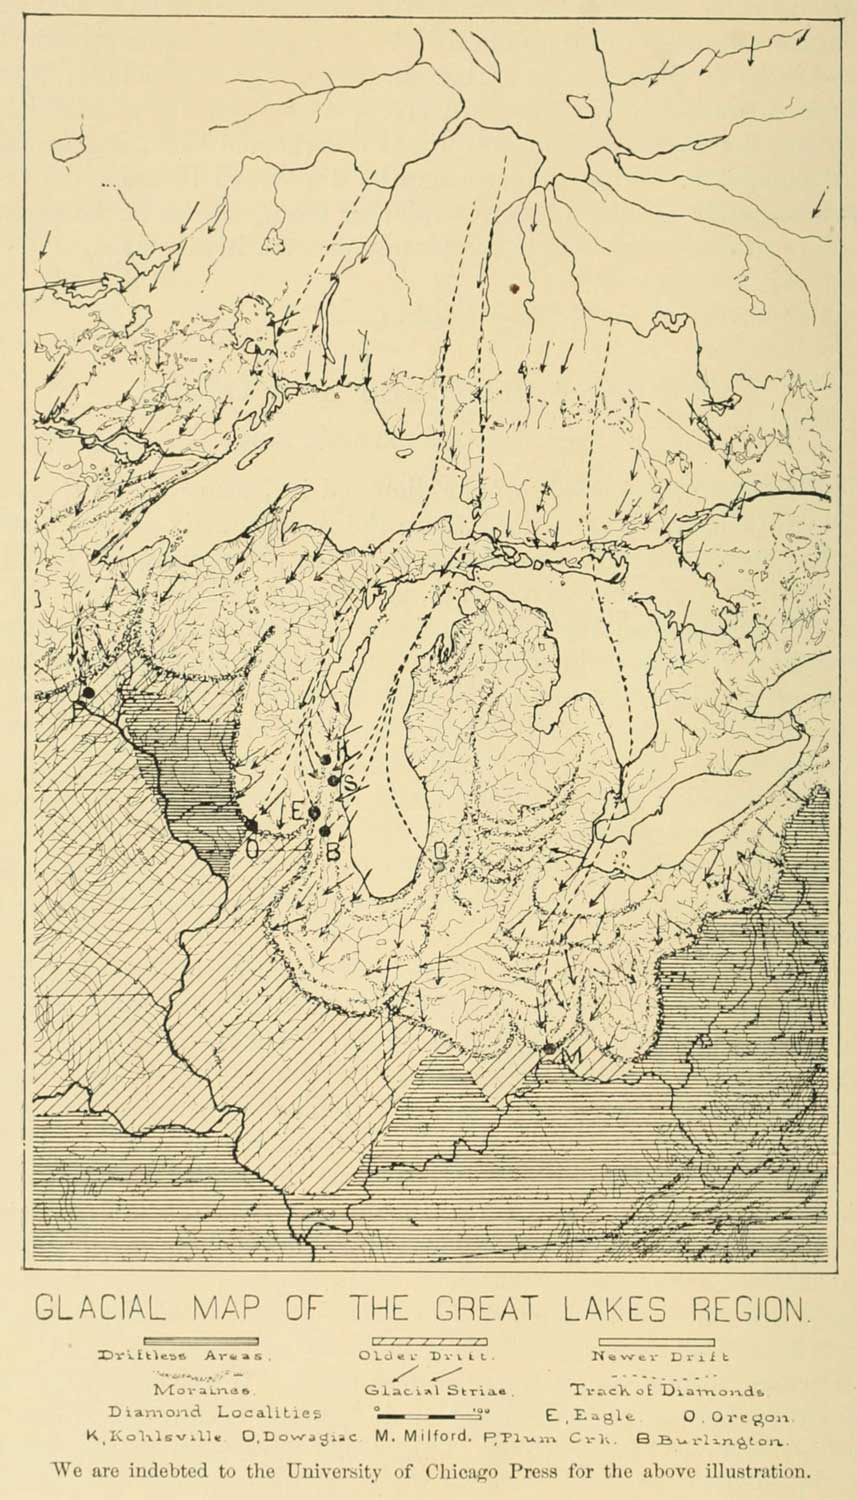 P
K
S
E
O
B
D
M
GLACIAL MAP OF THE GREAT LAKES REGION.
Driftless Areas. Older Drift. Newer Drift
Moraines. Glacial Striae. Track of Diamonds
Diamond Localities 0 100 E, Eagle. O. Oregon.
K, Kohlsville. D, Dowagiac. M. Milford. P, Plum Crk. B Burlington.
We are indebted to the University of Chicago Press for the above illustration.